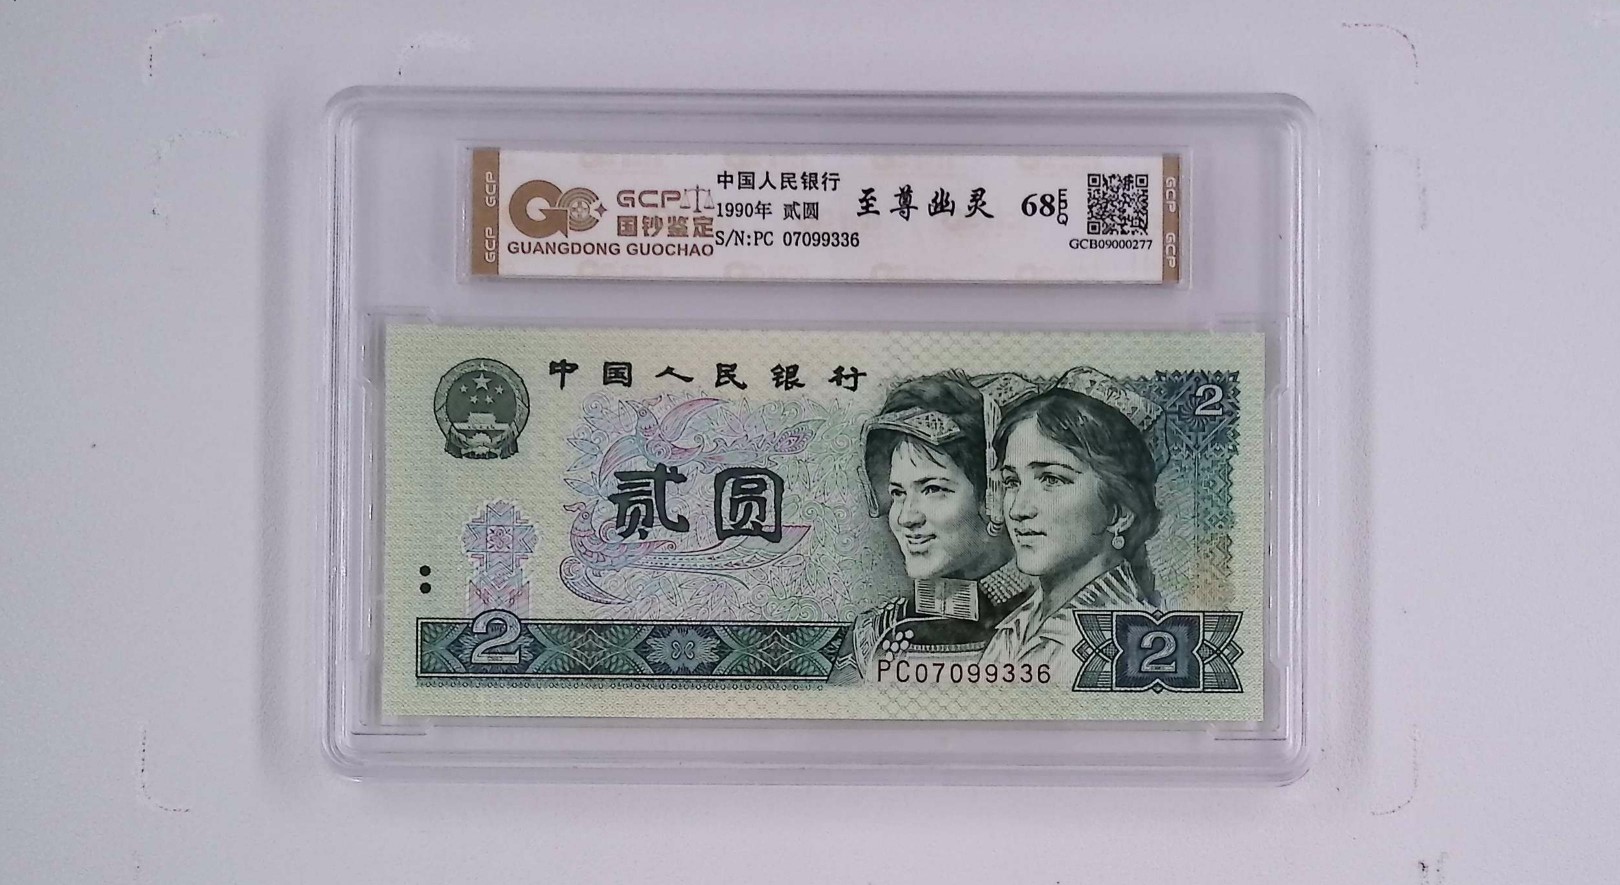 GCP
GCP
GC
GCP
国钞鉴定
GUANGDONG GUOCHAO
中国人民银行
1990年 贰圆
S/N:PC 07099336
至尊幽灵
68EPQ
GCB09000277
GCP
GCP
中国人民银行
2
贰圆
2
PC07099336
2